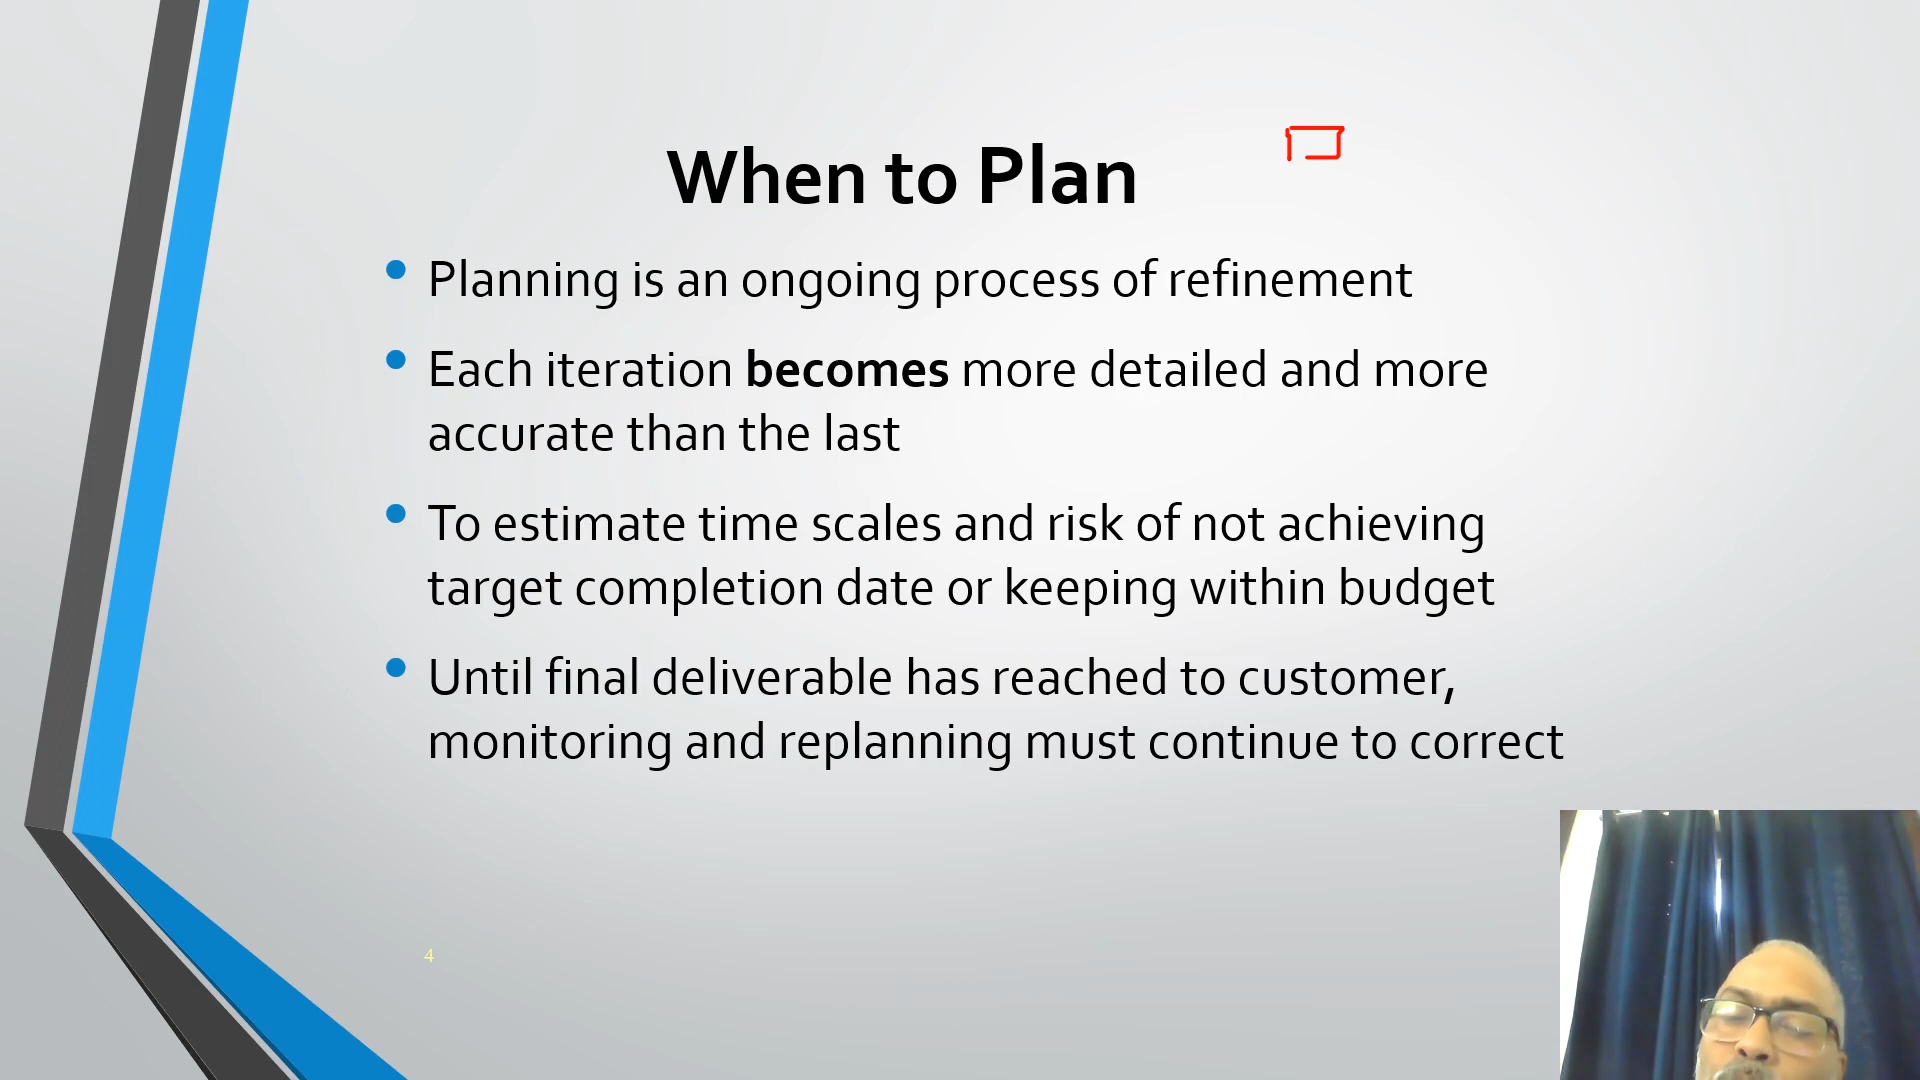 When to Plan
• Planning is an ongoing process of refinement
• Each iteration becomes more detailed and more
accurate than the last
• To estimate time scales and risk of not achieving
target completion date or keeping within budget
• Until final deliverable has reached to customer,
monitoring and replanning must continue to correct
4